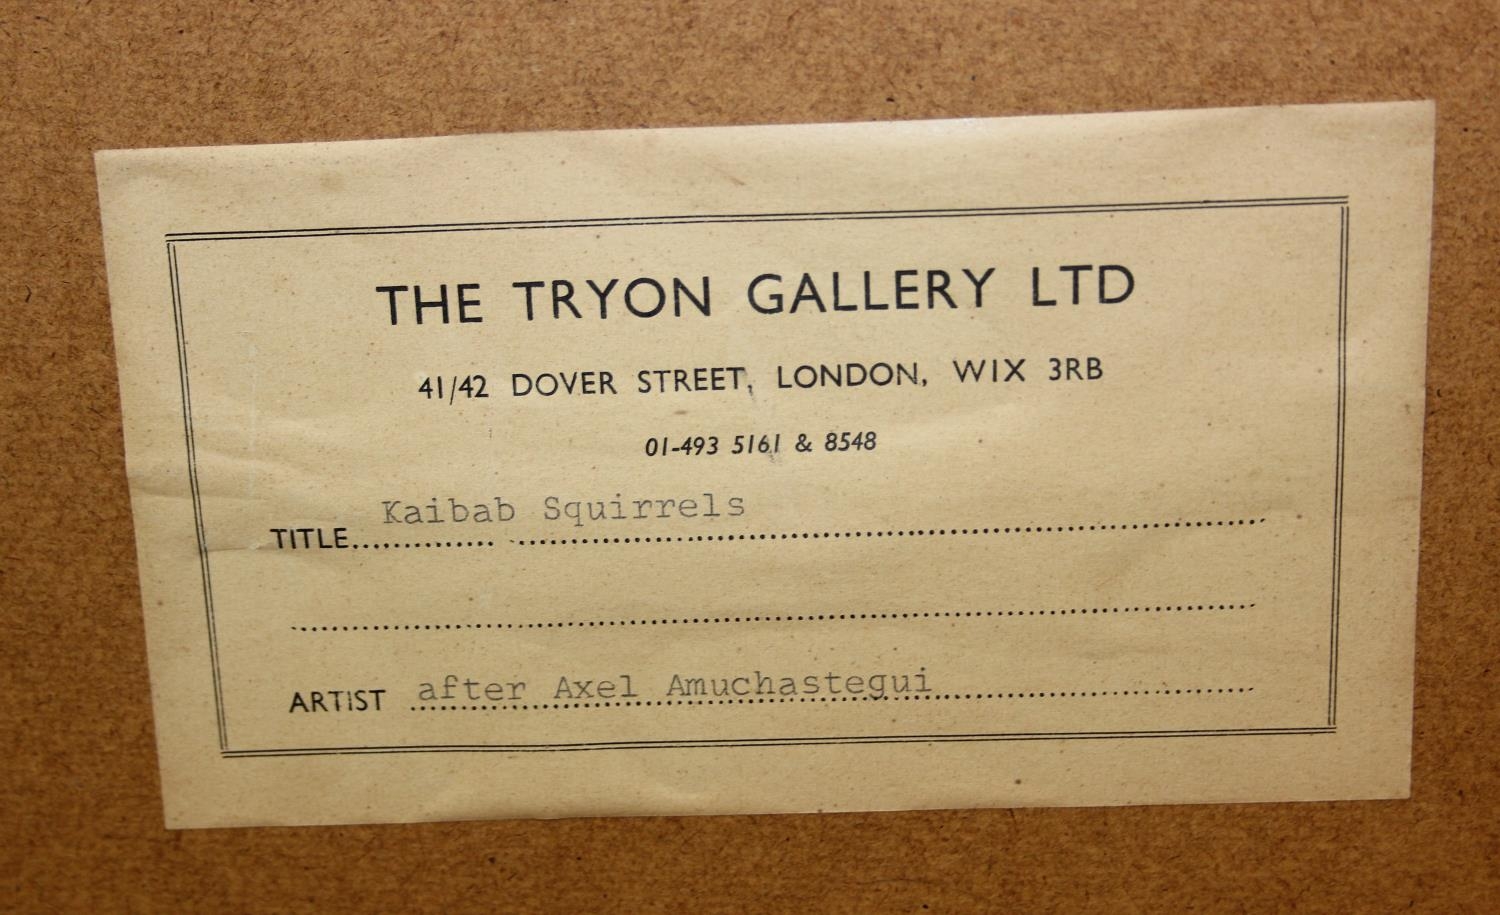 THE TRYON GALLERY LTD
41/42 DOVER STREET, LONDON, WIX 3RB
01-493 5161 & 8548
TITLE Kaibab Squirrels
ARTIST after Axel Amuchastegui